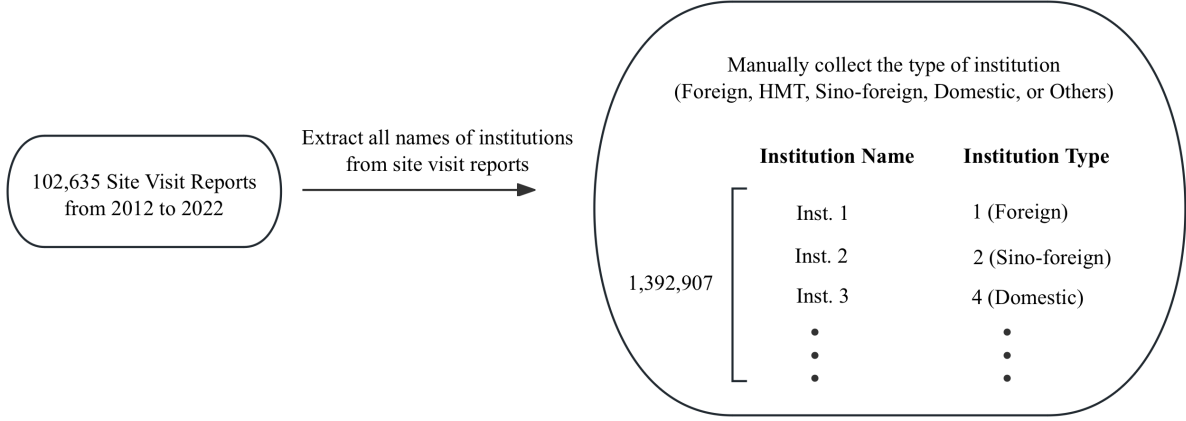 102,635 Site Visit Reports
from 2012 to 2022
Extract all names of institutions
from site visit reports
Manually collect the type of institution
(Foreign, HMT, Sino-foreign, Domestic, or Others)
Institution Name Institution Type
Inst. 1 1 (Foreign)
Inst. 2 2 (Sino-foreign)
1,392,907
Inst. 3 4 (Domestic)